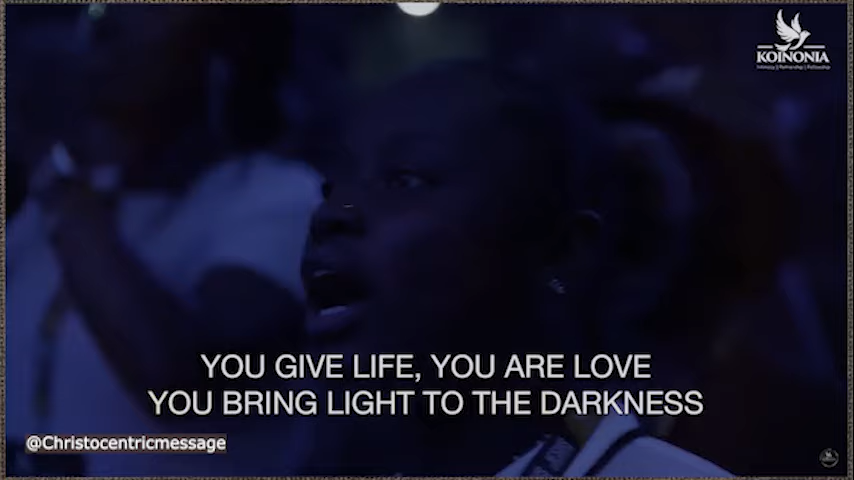 KOINONIA
YOU GIVE LIFE, YOU ARE LOVE
YOU BRING LIGHT TO THE DARKNESS
@Christocentricmessage